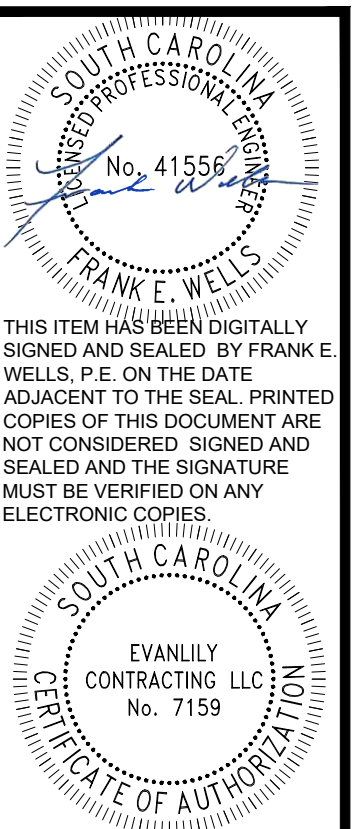 SOUTH CAROLINA
LICENSED PROFESSIONAL ENGINEER
No. 41556
Frank Wells
FRANK E. WELLS
THIS ITEM HAS BEEN DIGITALLY
SIGNED AND SEALED BY FRANK E.
WELLS, P.E. ON THE DATE
ADJACENT TO THE SEAL. PRINTED
COPIES OF THIS DOCUMENT ARE
NOT CONSIDERED SIGNED AND
SEALED AND THE SIGNATURE
MUST BE VERIFIED ON ANY
ELECTRONIC COPIES.
SOUTH CAROLINA
EVANLILY
CONTRACTING LLC
No. 7159
CERTIFICATE OF AUTHORIZATION